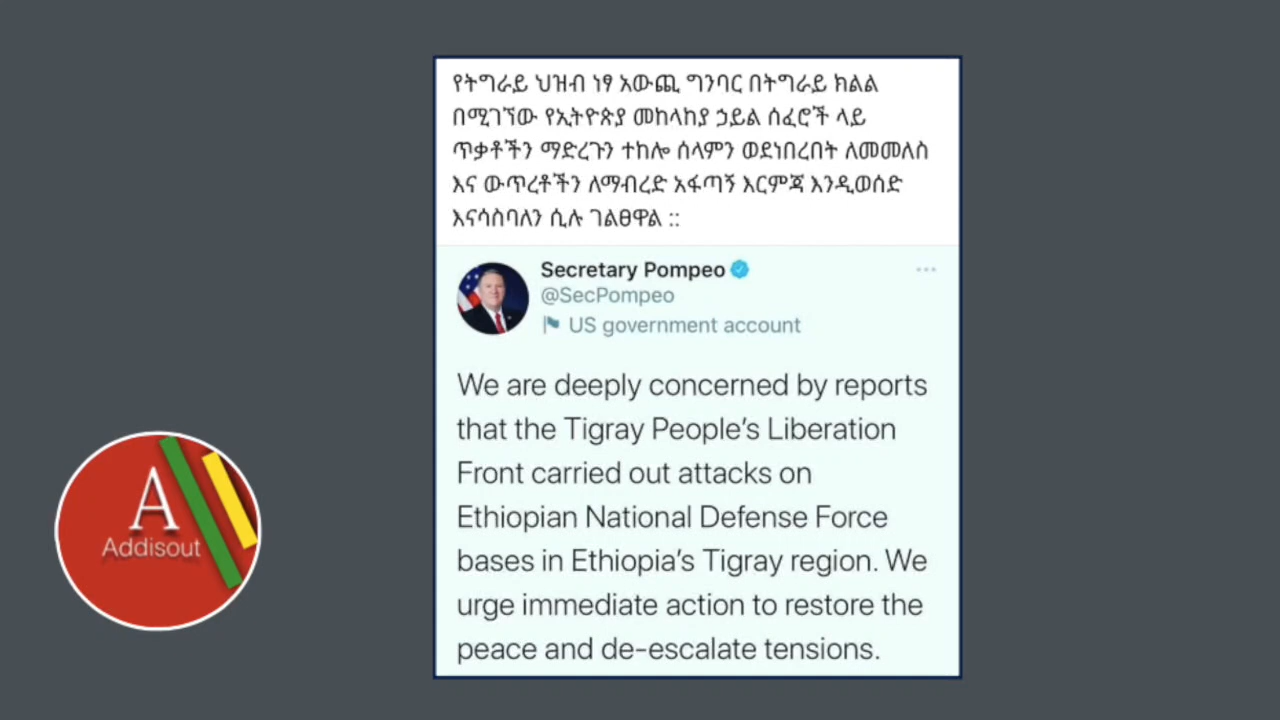 የትግራይ ህዝብ ነፃ አውጪ ግንባር በትግራይ ክልል
በሚገኘው የኢትዮጵያ መከላከያ ኃይል ሰፈሮች ላይ
ጥቃቶችን ማድረጉን ተከሎ ሰላምን ወደነበረበት ለመመለስ
እና ውጥረቶችን ለማብረድ አፋጣኝ እርምጃ እንዲወሰድ
እናሳስባለን ሲሉ ገልፀዋል ::
Secretary Pompeo
@SecPompeo
US government account
We are deeply concerned by reports
that the Tigray People’s Liberation
Front carried out attacks on
Ethiopian National Defense Force
bases in Ethiopia’s Tigray region. We
urge immediate action to restore the
peace and de-escalate tensions.
A
Addisout